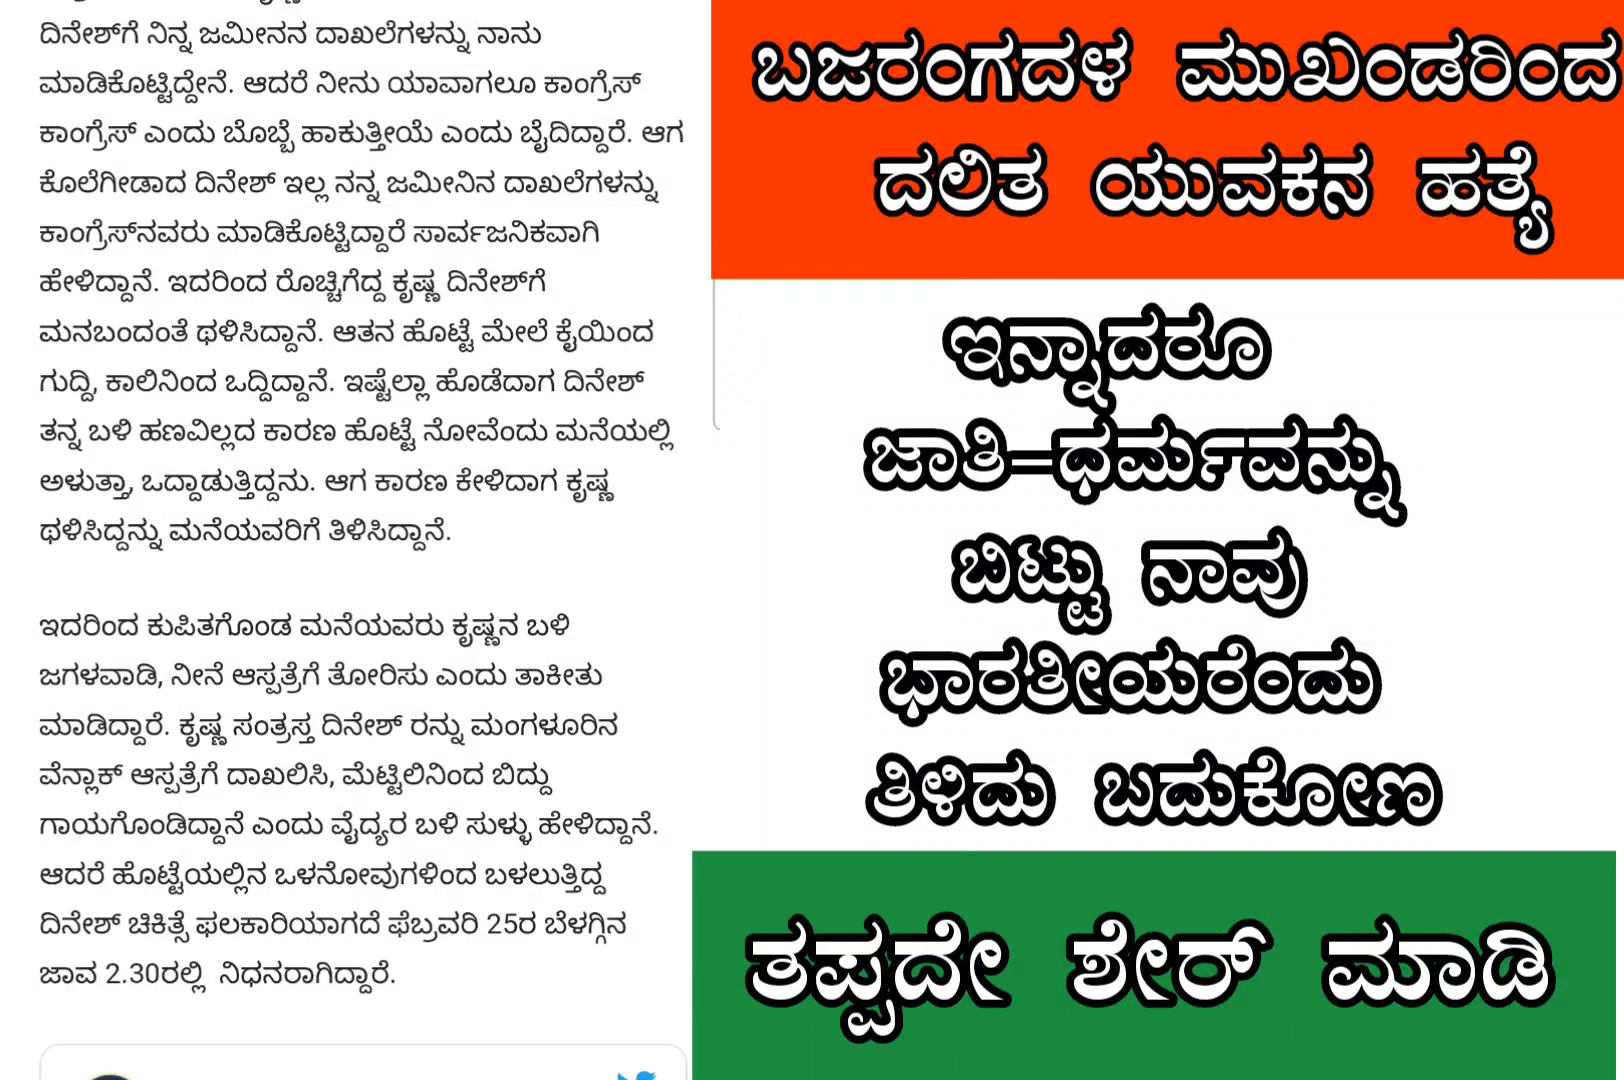 ದಿನೇಶ್‌ಗೆ ನಿನ್ನ ಜಮೀನನ ದಾಖಲೆಗಳನ್ನು ನಾನು
ಮಾಡಿಕೊಟ್ಟಿದ್ದೇನೆ. ಆದರೆ ನೀನು ಯಾವಾಗಲೂ ಕಾಂಗ್ರೆಸ್
ಕಾಂಗ್ರೆಸ್ ಎಂದು ಬೊಬ್ಬೆ ಹಾಕುತ್ತೀಯೆ ಎಂದು ಬೈದಿದ್ದಾರೆ. ಆಗ
ಕೊಲೆಗೀಡಾದ ದಿನೇಶ್ ಇಲ್ಲ ನನ್ನ ಜಮೀನಿನ ದಾಖಲೆಗಳನ್ನು
ಕಾಂಗ್ರೆಸ್‌ನವರು ಮಾಡಿಕೊಟ್ಟಿದ್ದಾರೆ ಸಾರ್ವಜನಿಕವಾಗಿ
ಹೇಳಿದ್ದಾನೆ. ಇದರಿಂದ ರೊಚ್ಚಿಗೆದ್ದ ಕೃಷ್ಣ ದಿನೇಶ್‌ಗೆ
ಮನಬಂದಂತೆ ಥಳಿಸಿದ್ದಾನೆ. ಆತನ ಹೊಟ್ಟೆ ಮೇಲೆ ಕೈಯಿಂದ
ಗುದ್ದಿ, ಕಾಲಿನಿಂದ ಒದ್ದಿದ್ದಾನೆ. ಇಷ್ಟೆಲ್ಲಾ ಹೊಡೆದಾಗ ದಿನೇಶ್
ತನ್ನ ಬಳಿ ಹಣವಿಲ್ಲದ ಕಾರಣ ಹೊಟ್ಟೆ ನೋವೆಂದು ಮನೆಯಲ್ಲಿ
ಅಳುತ್ತಾ, ಒದ್ದಾಡುತ್ತಿದ್ದನು. ಆಗ ಕಾರಣ ಕೇಳಿದಾಗ ಕೃಷ್ಣ
ಥಳಿಸಿದ್ದನ್ನು ಮನೆಯವರಿಗೆ ತಿಳಿಸಿದ್ದಾನೆ.
ಇದರಿಂದ ಕುಪಿತಗೊಂಡ ಮನೆಯವರು ಕೃಷ್ಣನ ಬಳಿ
ಜಗಳವಾಡಿ, ನೀನೆ ಆಸ್ಪತ್ರೆಗೆ ತೋರಿಸು ಎಂದು ತಾಕೀತು
ಮಾಡಿದ್ದಾರೆ. ಕೃಷ್ಣ ಸಂತ್ರಸ್ತ ದಿನೇಶ್ ರನ್ನು ಮಂಗಳೂರಿನ
ವೆನ್ಲಾಕ್ ಆಸ್ಪತ್ರೆಗೆ ದಾಖಲಿಸಿ, ಮೆಟ್ಟಿಲಿನಿಂದ ಬಿದ್ದು
ಗಾಯಗೊಂಡಿದ್ದಾನೆ ಎಂದು ವೈದ್ಯರ ಬಳಿ ಸುಳ್ಳು ಹೇಳಿದ್ದಾನೆ.
ಆದರೆ ಹೊಟ್ಟೆಯಲ್ಲಿನ ಒಳನೋವುಗಳಿಂದ ಬಳಲುತ್ತಿದ್ದ
ದಿನೇಶ್ ಚಿಕಿತ್ಸೆ ಫಲಕಾರಿಯಾಗದೆ ಫೆಬ್ರವರಿ 25ರ ಬೆಳಗ್ಗಿನ
ಜಾವ 2.30ರಲ್ಲಿ ನಿಧನರಾಗಿದ್ದಾರೆ.
ಬಜರಂಗದಳ ಮುಖಂಡರಿಂದ
ದಲಿತ ಯುವಕನ ಹತ್ಯೆ
ಇನ್ನಾದರೂ
ಜಾತಿ=ಧರ್ಮವನ್ನು
ಬಿಟ್ಟು ನಾವು
ಭಾರತೀಯರೆಂದು
ತಿಳಿದು ಬದುಕೋಣ
ತಪ್ಪದೇ ಶೇರ್ ಮಾಡಿ